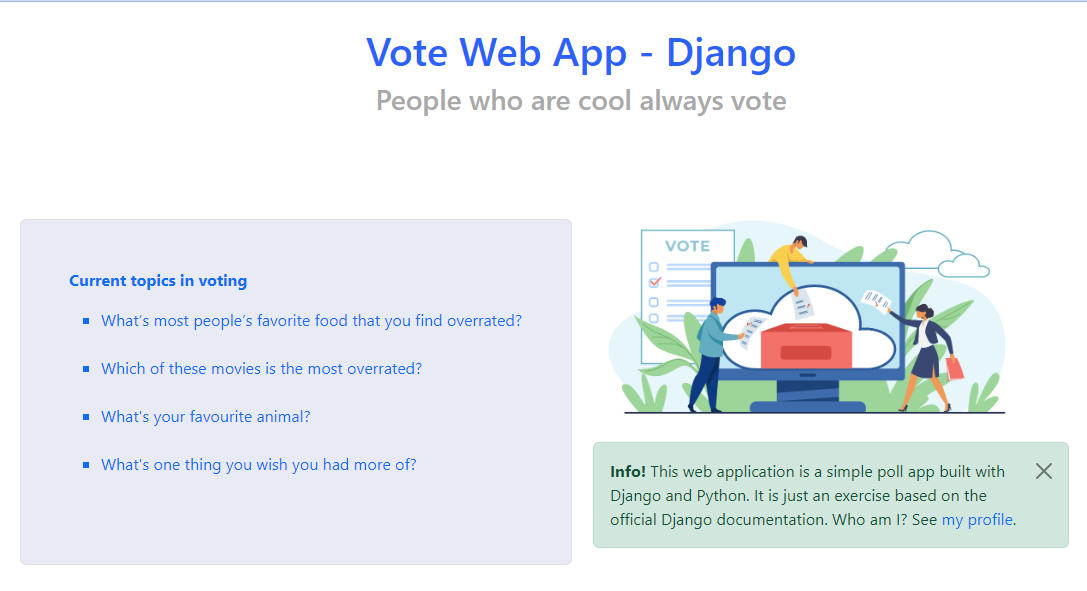 Vote Web App - Django
People who are cool always vote
Current topics in voting
What's most people's favorite food that you find overrated?
Which of these movies is the most overrated?
What's your favourite animal?
What's one thing you wish you had more of?
VOTE
Info! This web application is a simple poll app built with
Django and Python. It is just an exercise based on the
official Django documentation. Who am I? See my profile.